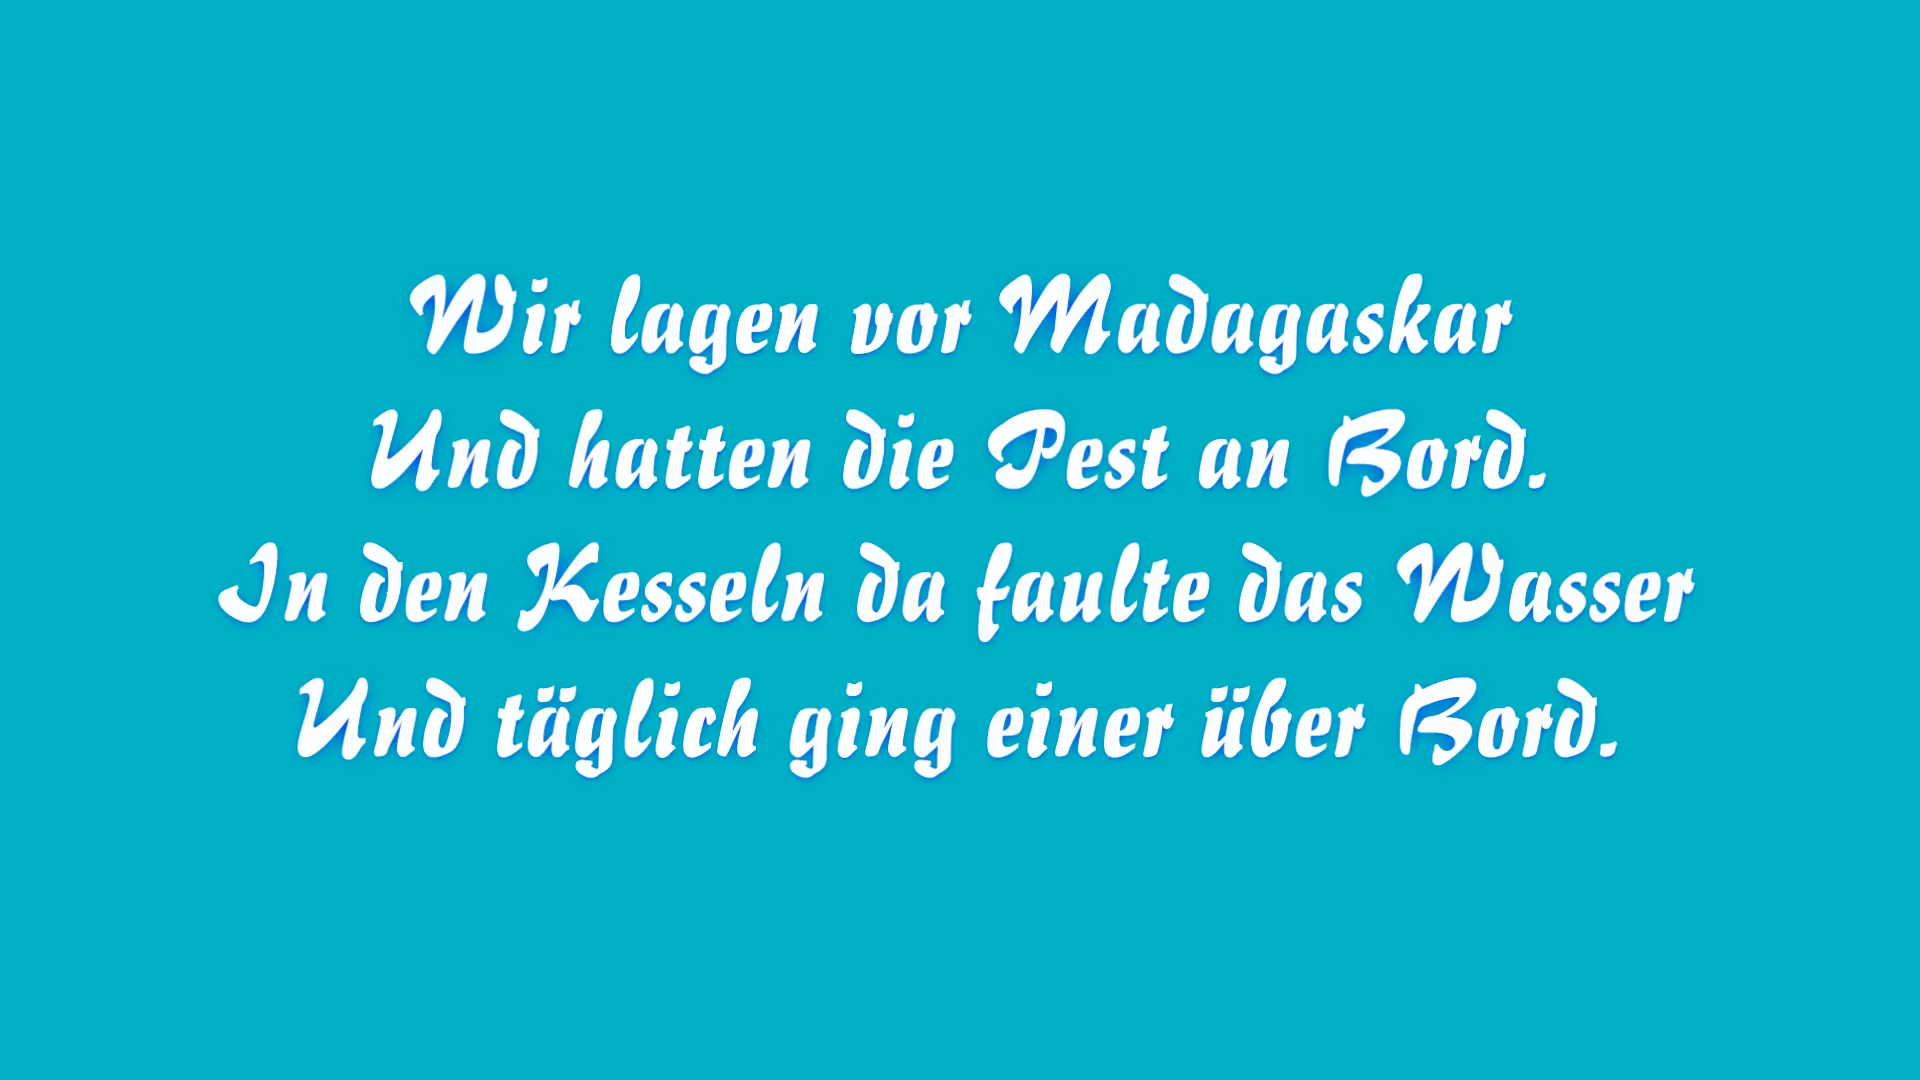 Wir lagen vor Madagaskar
Und hatten die Pest an Bord.
In den Kesseln da faulte das Wasser
Und täglich ging einer über Bord.